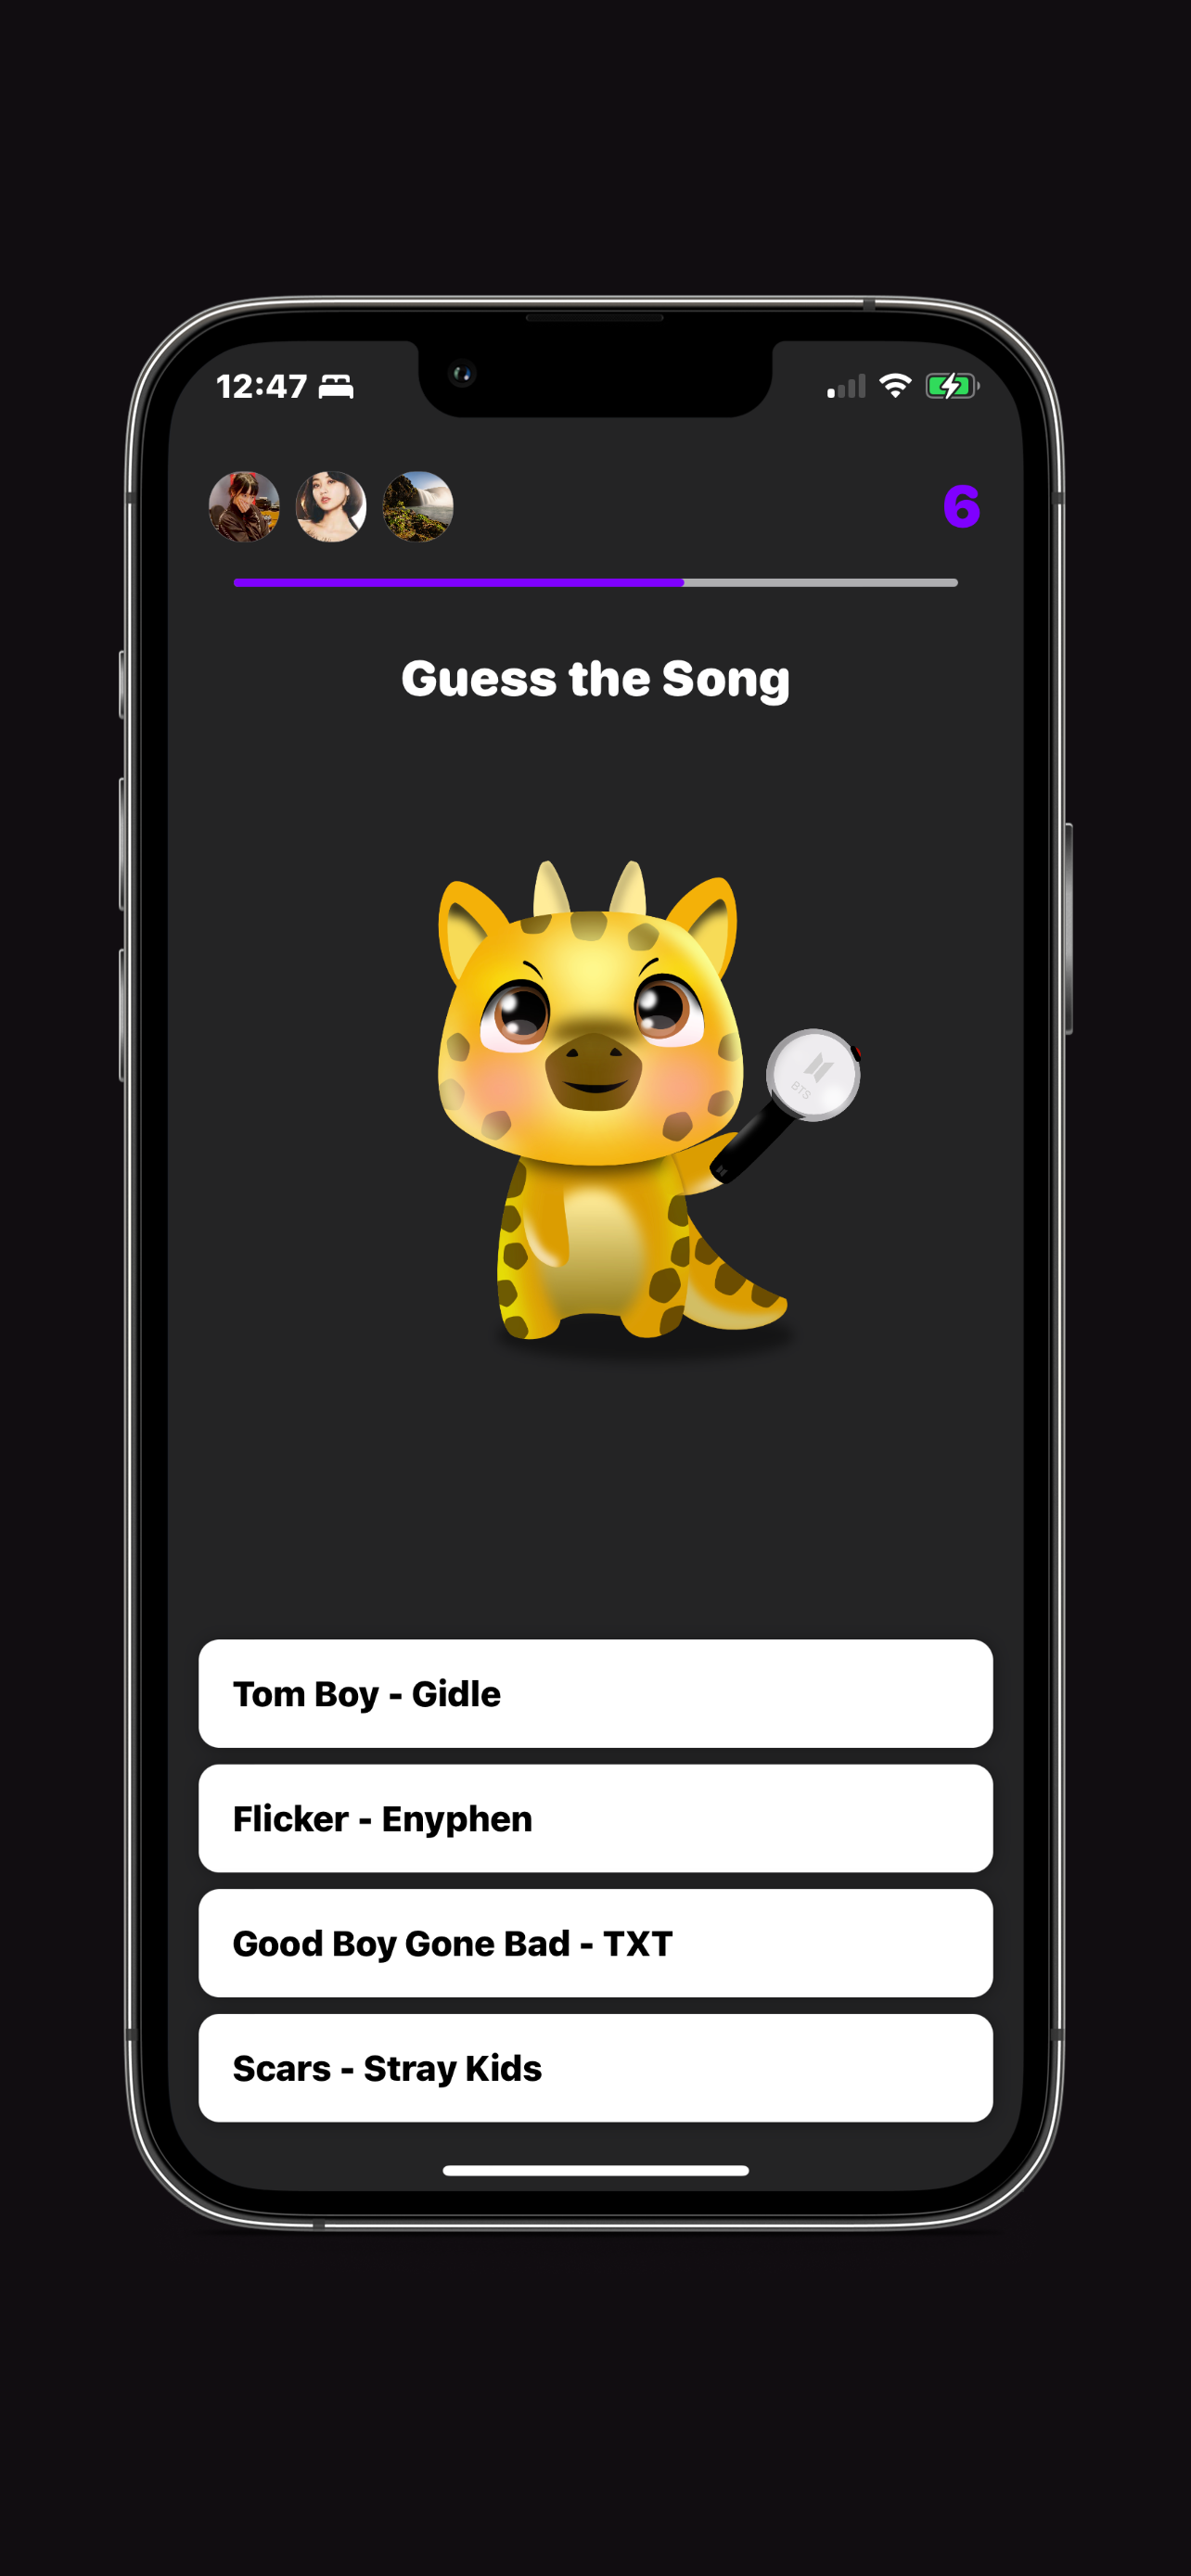 12:47
6
Guess the Song
BTS
Tom Boy - Gidle
Flicker - Enyphen
Good Boy Gone Bad - TXT
Scars - Stray Kids